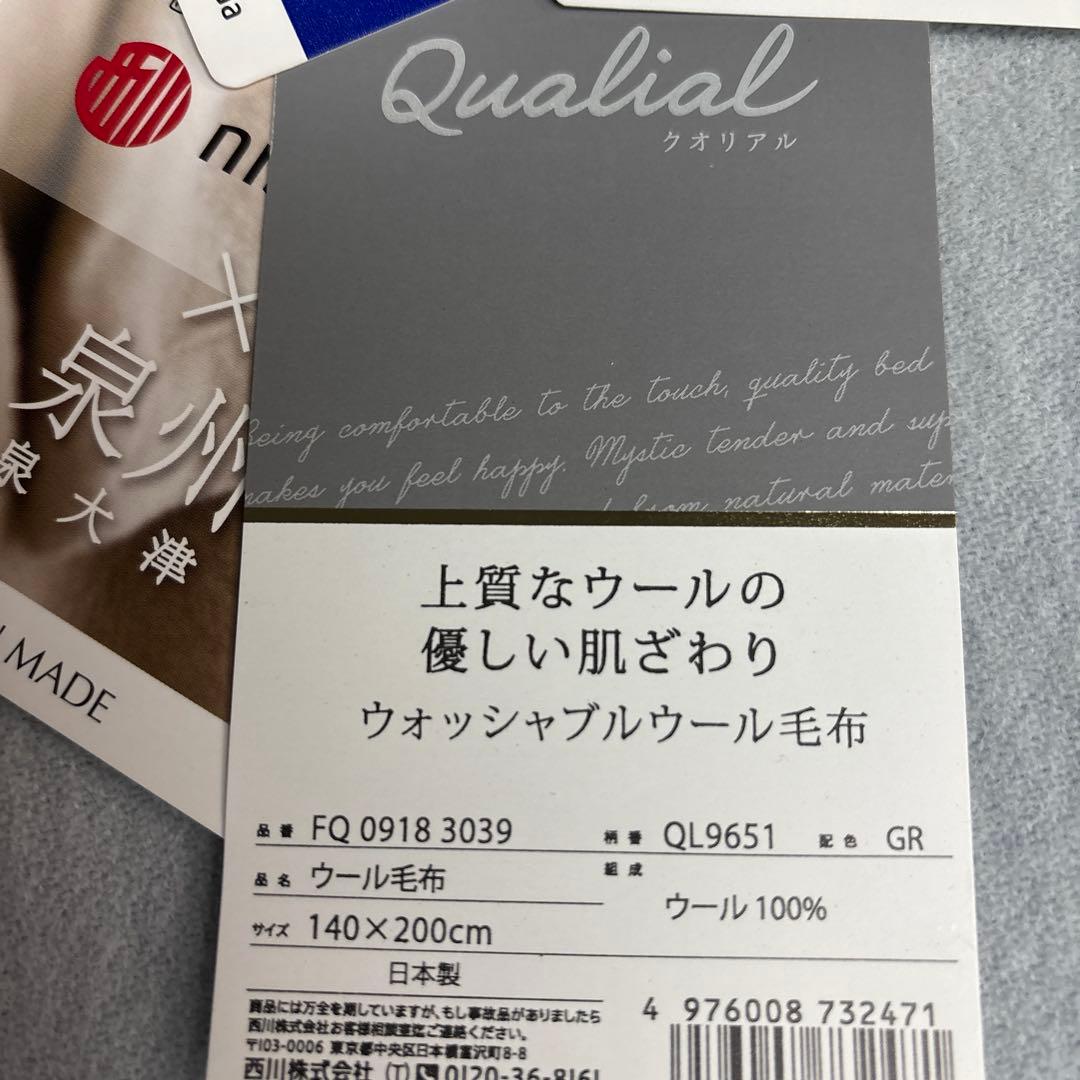 Qualial
クオリアル
×
泉州
泉大津
MADE
being comfortable to the touch, quality bed
makes you feel happy. Mystic tender and sup
from natural mater
上質なウールの
優しい肌ざわり
ウォッシャブルウール毛布
品番 FQ 0918 3039 柄番 QL9651 配色 GR
品名 ウール毛布 組成 ウール 100%
サイズ 140×200cm
日本製
商品には万全を期していますが、もし事故品がありましたら
西川株式会社お客様相談室迄ご連絡ください。
〒103-0006 東京都中央区日本橋富沢町8-8
西川株式会社 (T) 0120-36-8161
4 976008 732471